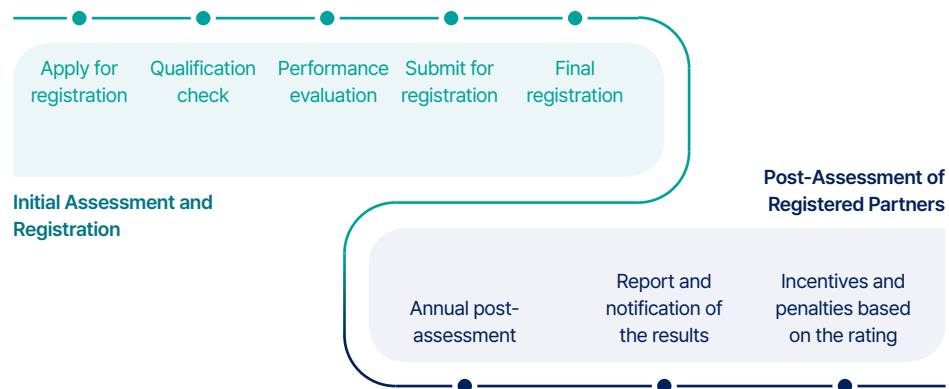 Apply for
registration
Qualification
check
Performance
evaluation
Submit for
registration
Final
registration
Initial Assessment and
Registration
Post-Assessment of
Registered Partners
Annual post-
assessment
Report and
notification of
the results
Incentives and
penalties based
on the rating